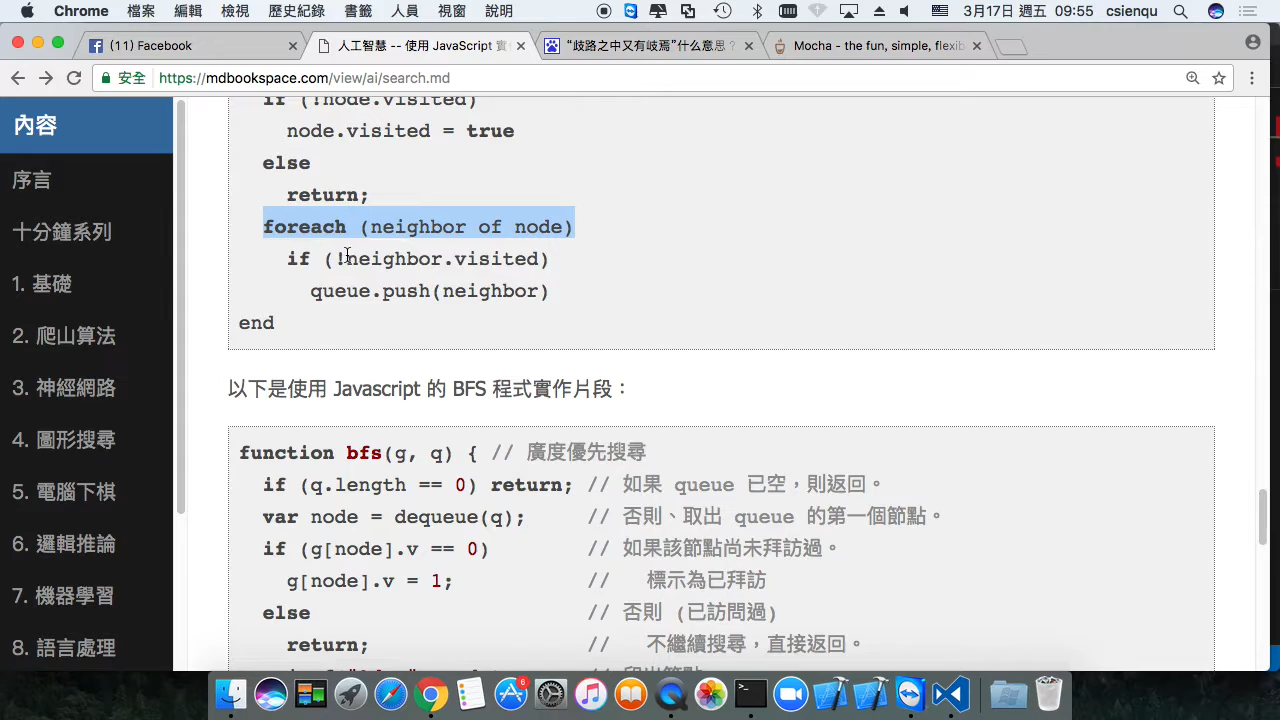 Chrome 檔案 編輯 檢視 歷史紀錄 書籤 人員 視窗 說明 3月17日 週五 09:55 csienqu
(11) Facebook 人工智慧 -- 使用 JavaScript 實 “歧路之中又有岐焉”什么意思? Mocha - the fun, simple, flexib
安全 https://mdbookspace.com/view/ai/search.md
內容
序言
十分鐘系列
1. 基礎
2. 爬山算法
3. 神經網路
4. 圖形搜尋
5. 電腦下棋
6. 邏輯推論
7. 機器學習
8. 語言處理
if (!node.visited)
node.visited = true
else
return;
foreach (neighbor of node)
if (!neighbor.visited)
queue.push(neighbor)
end
以下是使用 Javascript 的 BFS 程式實作片段：
function bfs(g, q) { // 廣度優先搜尋
if (q.length == 0) return; // 如果 queue 已空，則返回。
var node = dequeue(q); // 否則、取出 queue 的第一個節點。
if (g[node].v == 0) // 如果該節點尚未拜訪過。
g[node].v = 1; // 標示為已拜訪
else // 否則 (已訪問過)
return; // 不繼續搜尋，直接返回。
6